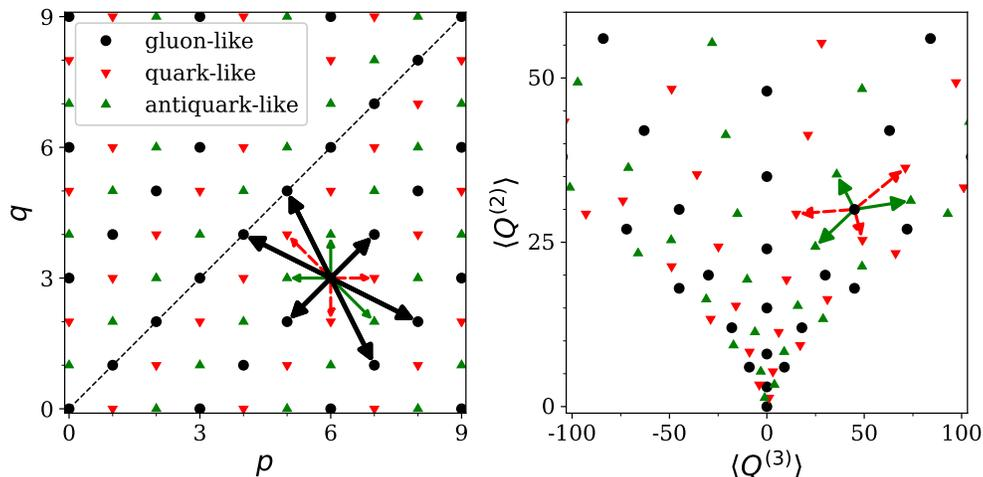 9
6
3
0
q
0 3 6 9
p
gluon-like
quark-like
antiquark-like
50
25
0
⟨Q⁽²⁾⟩
-100 -50 0 50 100
⟨Q⁽³⁾⟩